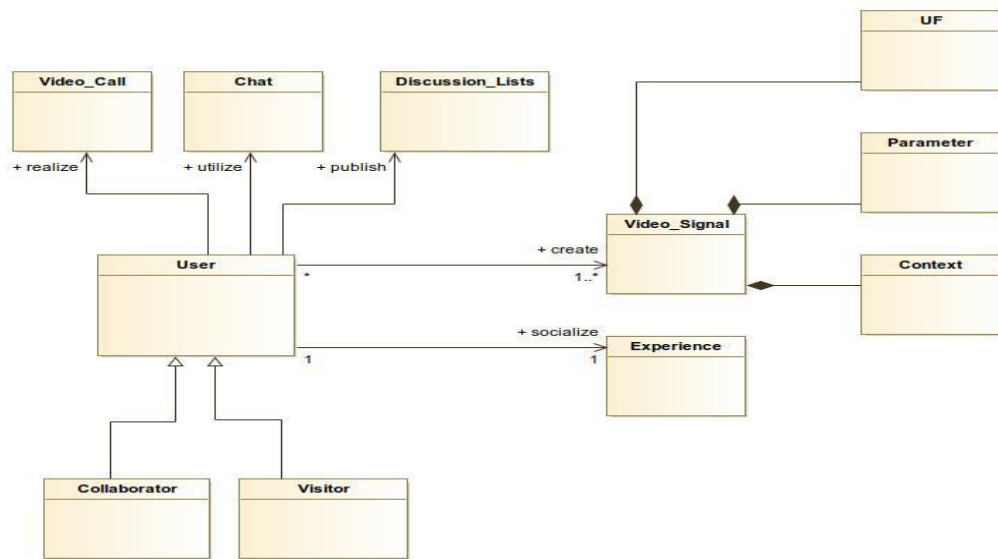 UF
Video_Call
Chat
Discussion_Lists
Parameter
+ realize
+ utilize
+ publish
Video_Signal
+ create
User
Context
*
1..*
+ socialize
Experience
1
1
Collaborator
Visitor